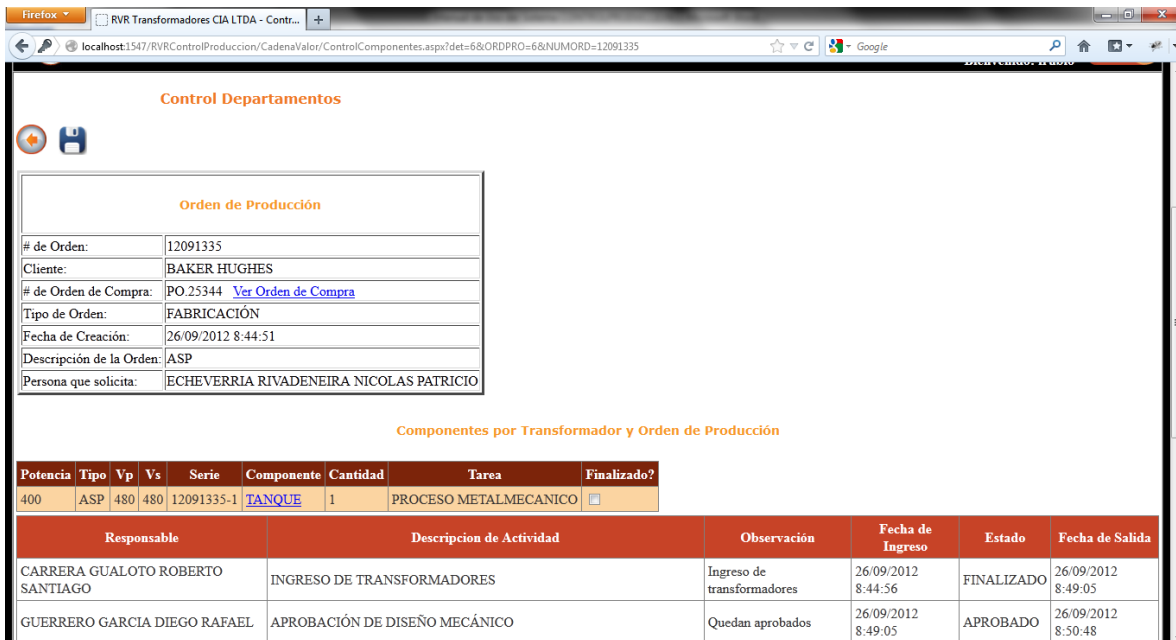 Firefox
RVR Transformadores CIA LTDA - Contr...
localhost:1547/RVRControlProduccion/CadenaValor/ControlComponentes.aspx?det=6&ORDPRO=6&NUMORD=12091335
Google
Control Departamentos
Orden de Producción
# de Orden: 12091335
Cliente: BAKER HUGHES
# de Orden de Compra: PO.25344 Ver Orden de Compra
Tipo de Orden: FABRICACIÓN
Fecha de Creación: 26/09/2012 8:44:51
Descripción de la Orden: ASP
Persona que solicita: ECHEVERRIA RIVADENEIRA NICOLAS PATRICIO
Componentes por Transformador y Orden de Producción
Potencia Tipo Vp Vs Serie Componente Cantidad Tarea Finalizado?
400 ASP 480 480 12091335-1 TANQUE 1 PROCESO METALMECANICO
Responsable Descripcion de Actividad Observación Fecha de Ingreso Estado Fecha de Salida
CARRERA GUALOTO ROBERTO SANTIAGO INGRESO DE TRANSFORMADORES Ingreso de transformadores 26/09/2012 8:44:56 FINALIZADO 26/09/2012 8:49:05
GUERRERO GARCIA DIEGO RAFAEL APROBACIÓN DE DISEÑO MECÁNICO Quedan aprobados 26/09/2012 8:49:05 APROBADO 26/09/2012 8:50:48